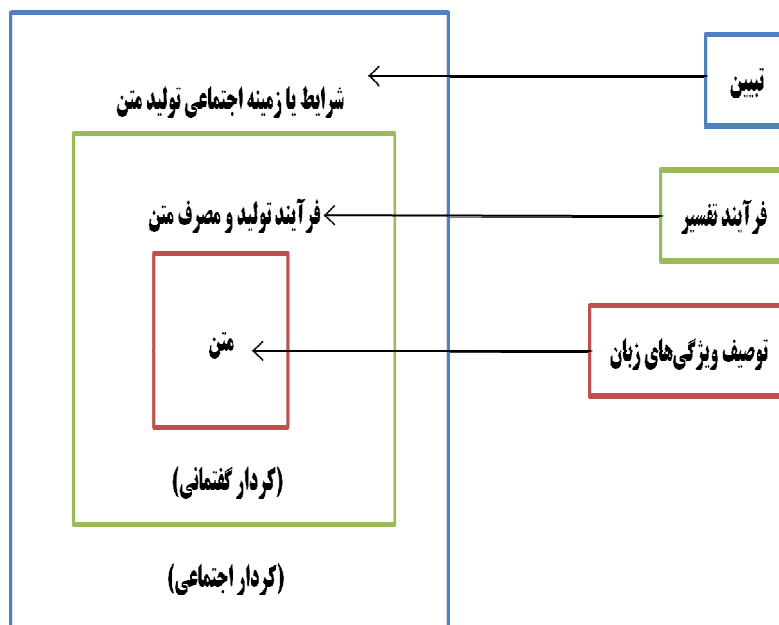 تبیین
شرایط یا زمینه اجتماعی تولید متن
فرآیند تفسیر
فرآیند تولید و مصرف متن
توصیف ویژگی‌های زبان
متن
(کردار گفتمانی)
(کردار اجتماعی)